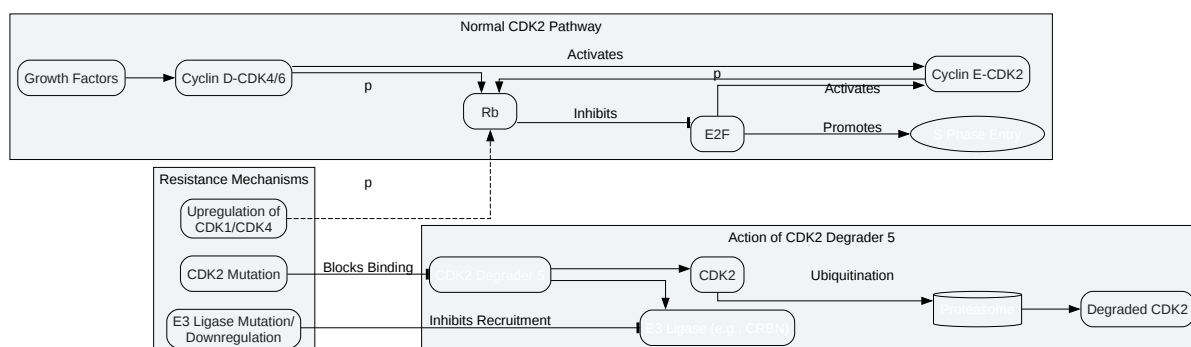 Normal CDK2 Pathway
Growth Factors
Cyclin D-CDK4/6
Activates
p
p
Cyclin E-CDK2
Activates
Rb
Inhibits
E2F
Promotes
S Phase Entry
Resistance Mechanisms
p
Upregulation of
CDK1/CDK4
CDK2 Mutation
Blocks Binding
E3 Ligase Mutation/
Downregulation
Inhibits Recruitment
Action of CDK2 Degrader 5
CDK2 Degrader 5
CDK2
Ubiquitination
Proteasome
Degraded CDK2
E3 Ligase (e.g., CRBN)